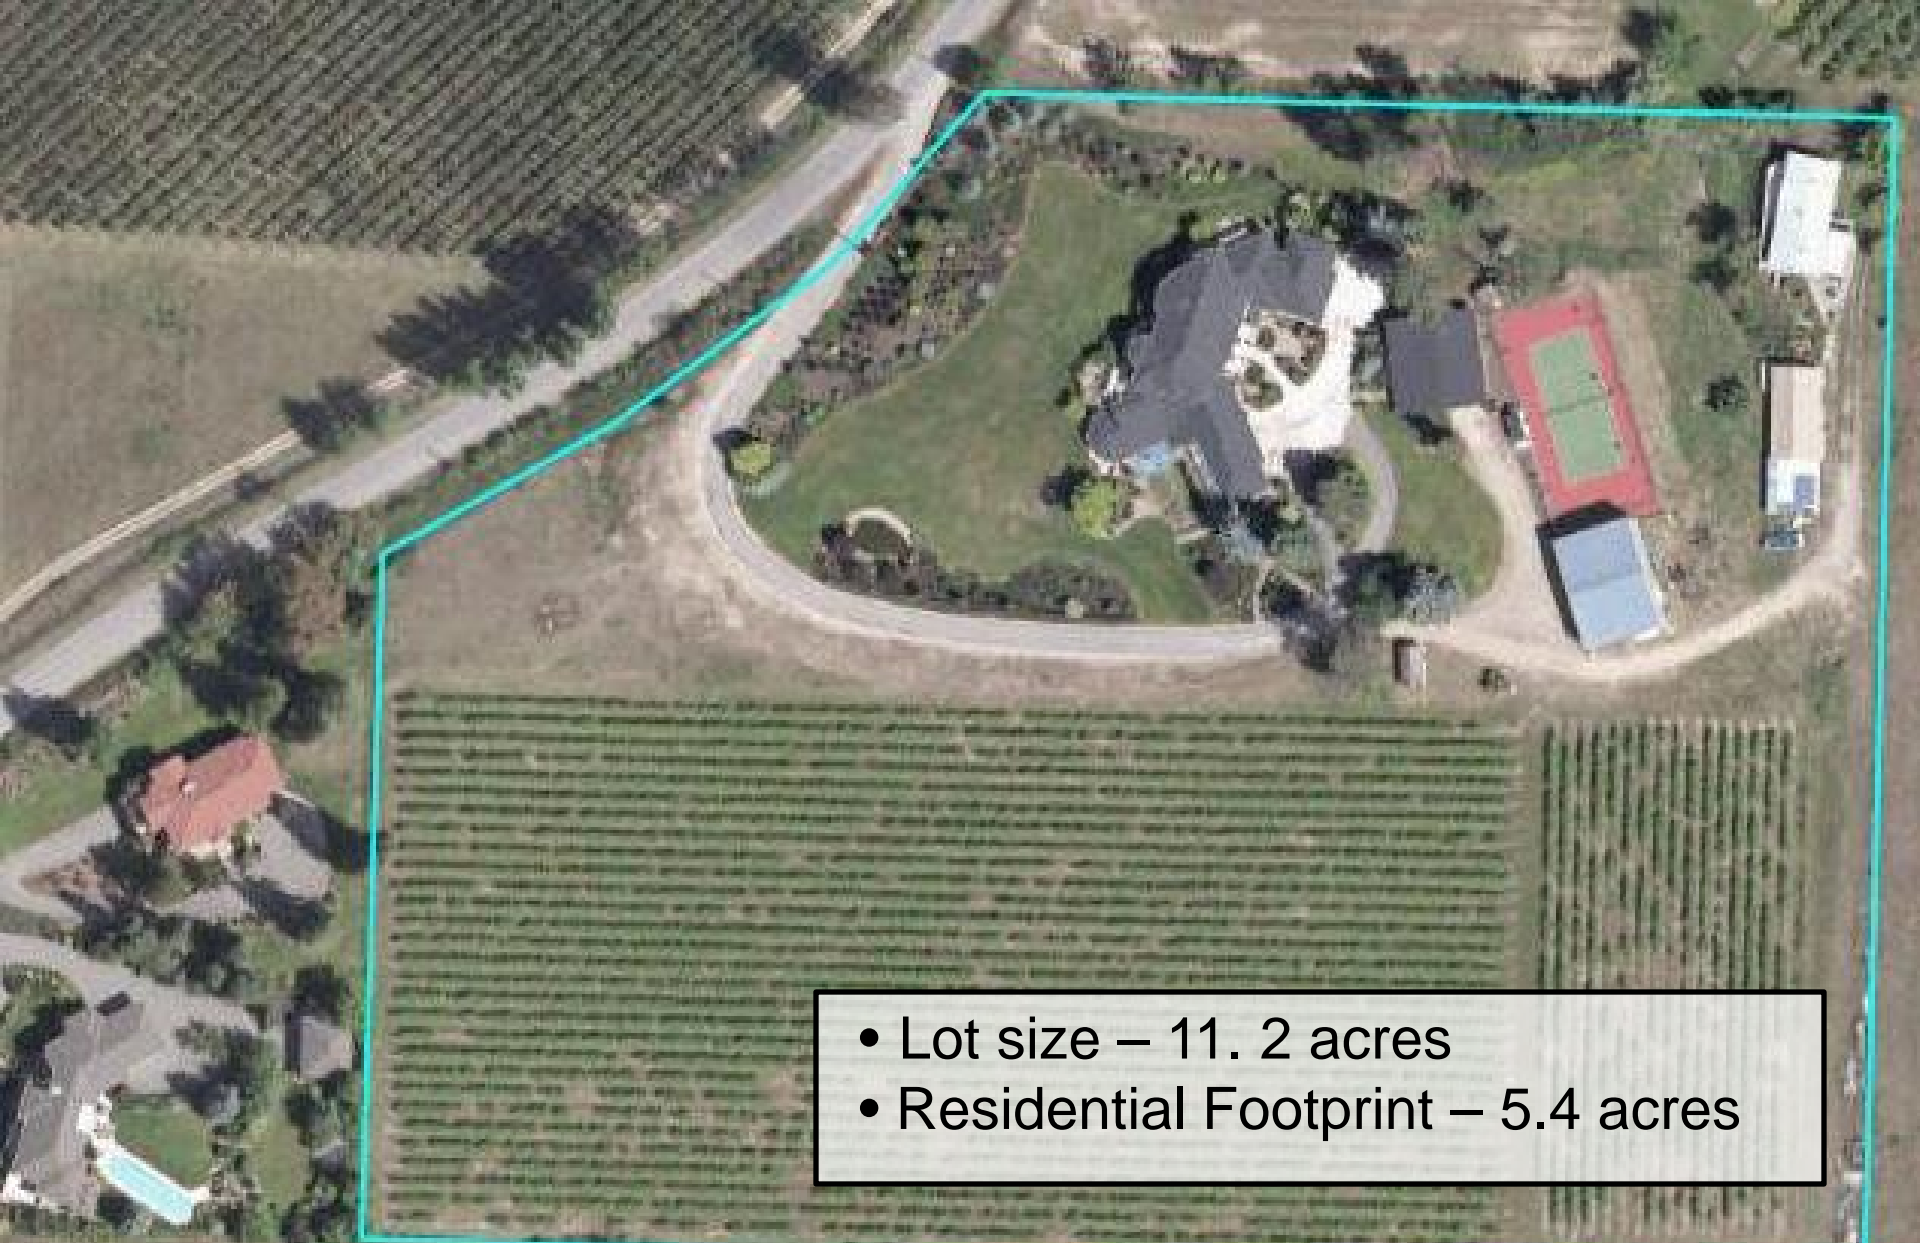 • Lot size – 11. 2 acres
• Residential Footprint – 5.4 acres